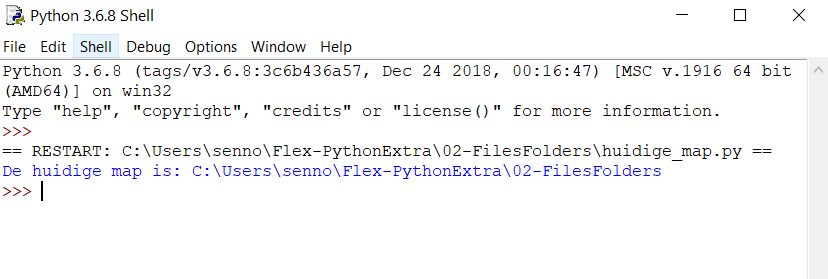 Python 3.6.8 Shell
File Edit Shell Debug Options Window Help
Python 3.6.8 (tags/v3.6.8:3c6b436a57, Dec 24 2018, 00:16:47) [MSC v.1916 64 bit
(AMD64)] on win32
Type "help", "copyright", "credits" or "license()" for more information.
>>>
== RESTART: C:\Users\senno\Flex-PythonExtra\02-FilesFolders\huidige_map.py ==
De huidige map is: C:\Users\senno\Flex-PythonExtra\02-FilesFolders
>>>